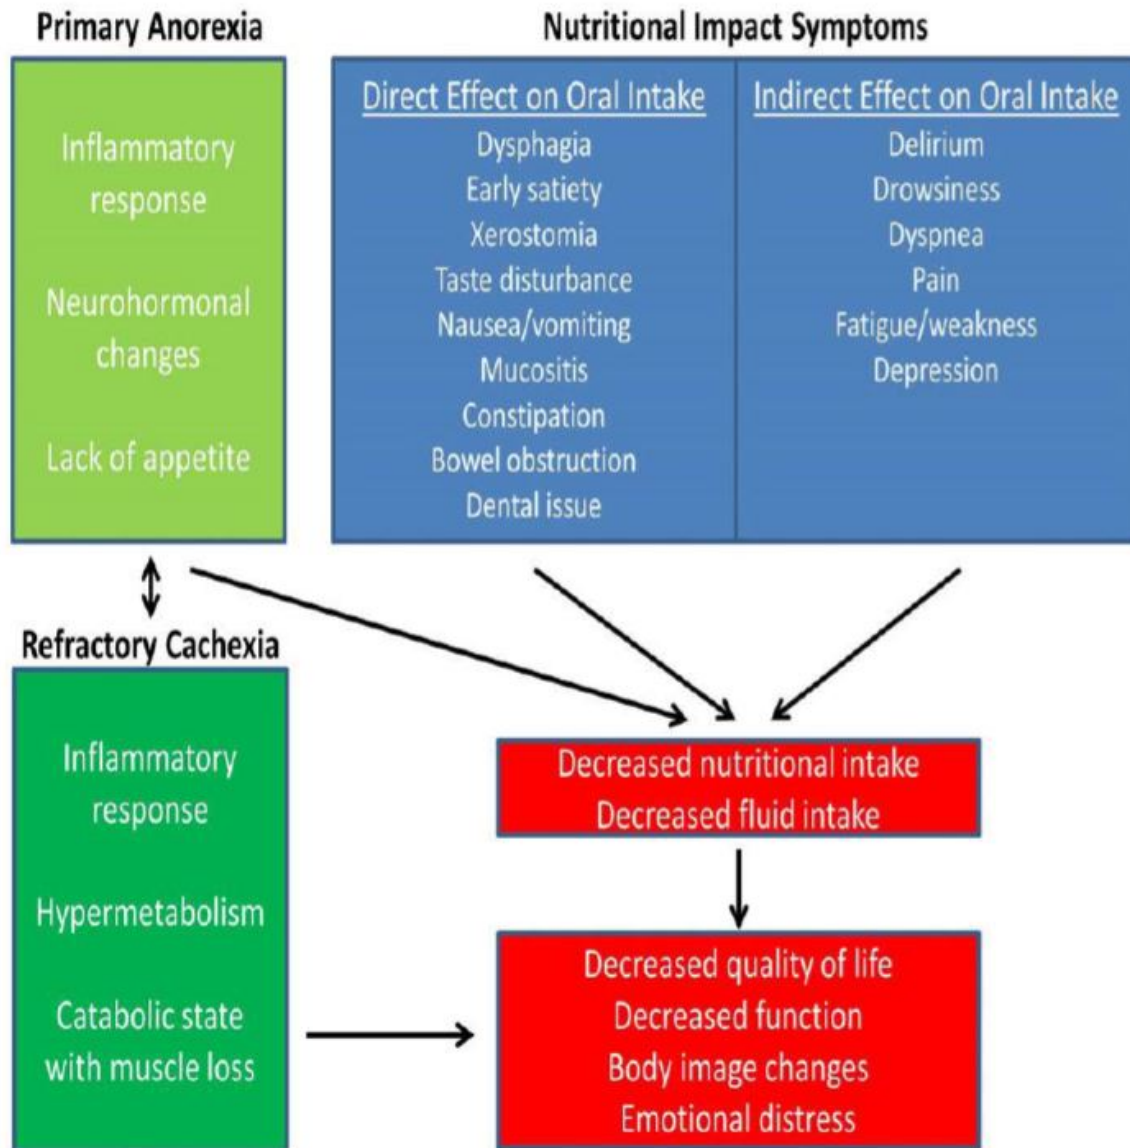 Primary Anorexia
Inflammatory
response
Neurohormonal
changes
Lack of appetite
Nutritional Impact Symptoms
Direct Effect on Oral Intake
Dysphagia
Early satiety
Xerostomia
Taste disturbance
Nausea/vomiting
Mucositis
Constipation
Bowel obstruction
Dental issue
Indirect Effect on Oral Intake
Delirium
Drowsiness
Dyspnea
Pain
Fatigue/weakness
Depression
Refractory Cachexia
Inflammatory
response
Hypermetabolism
Catabolic state
with muscle loss
Decreased nutritional intake
Decreased fluid intake
Decreased quality of life
Decreased function
Body image changes
Emotional distress